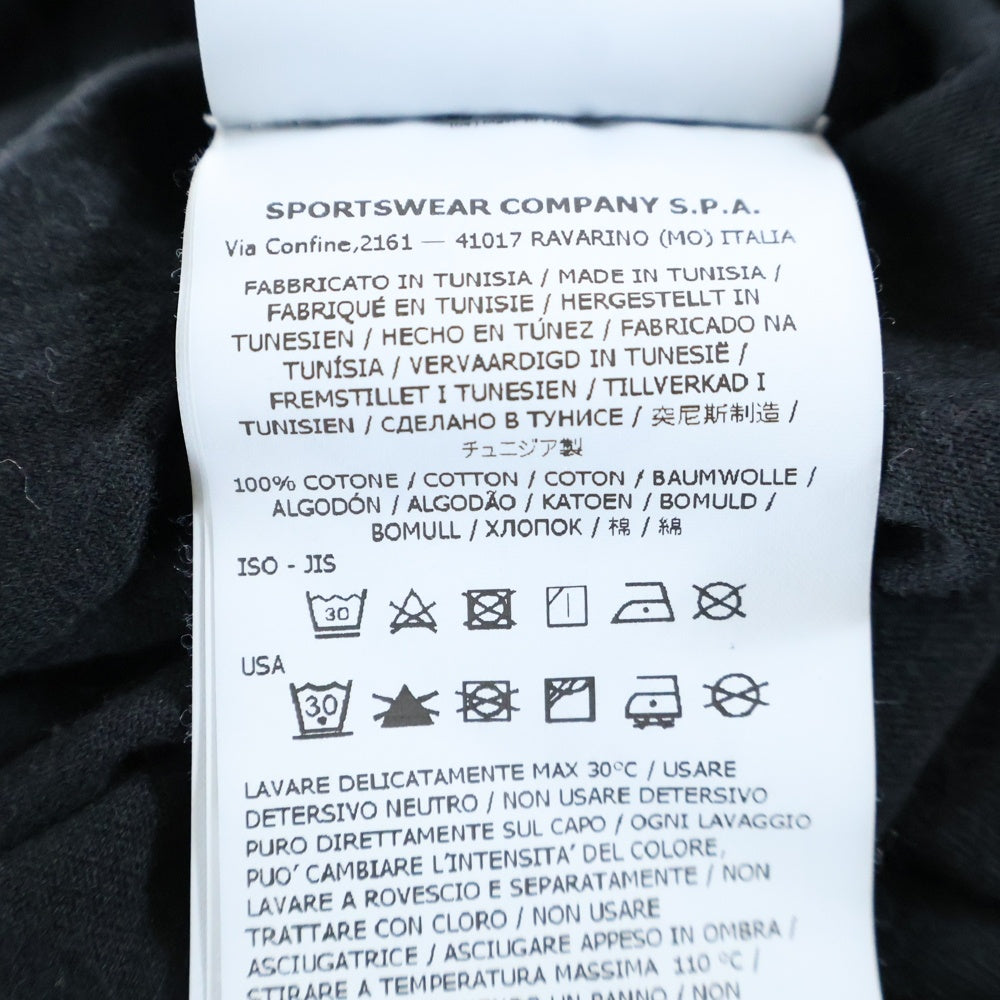 SPORTSWEAR COMPANY S.P.A.
Via Confine,2161 — 41017 RAVARINO (MO) ITALIA
FABBRICATO IN TUNISIA / MADE IN TUNISIA /
FABRIQUÉ EN TUNISIE / HERGESTELLT IN
TUNESIEN / HECHO EN TÚNEZ / FABRICADO NA
TUNÍSIA / VERVAARDIGD IN TUNESIË /
FREMSTILLET I TUNESIEN / TILLVERKAD I
TUNISIEN / СДЕЛАНО В ТУНИСЕ / 突尼斯制造 /
チュニジア製
100% COTONE / COTTON / COTON / BAUMWOLLE /
ALGODÓN / ALGODÃO / KATOEN / BOMULD /
BOMULL / ХЛОПОК / 棉 / 綿
ISO - JIS
30
USA
30
LAVARE DELICATAMENTE MAX 30°C / USARE
DETERSIVO NEUTRO / NON USARE DETERSIVO
PURO DIRETTAMENTE SUL CAPO / OGNI LAVAGGIO
PUO' CAMBIARE L'INTENSITA' DEL COLORE,
LAVARE A ROVESCIO E SEPARATAMENTE / NON
TRATTARE CON CLORO / NON USARE
ASCIUGATRICE / ASCIUGARE APPESO IN OMBRA /
STIRARE A TEMPERATURA MASSIMA 110 °C /
UN PANNO / NON